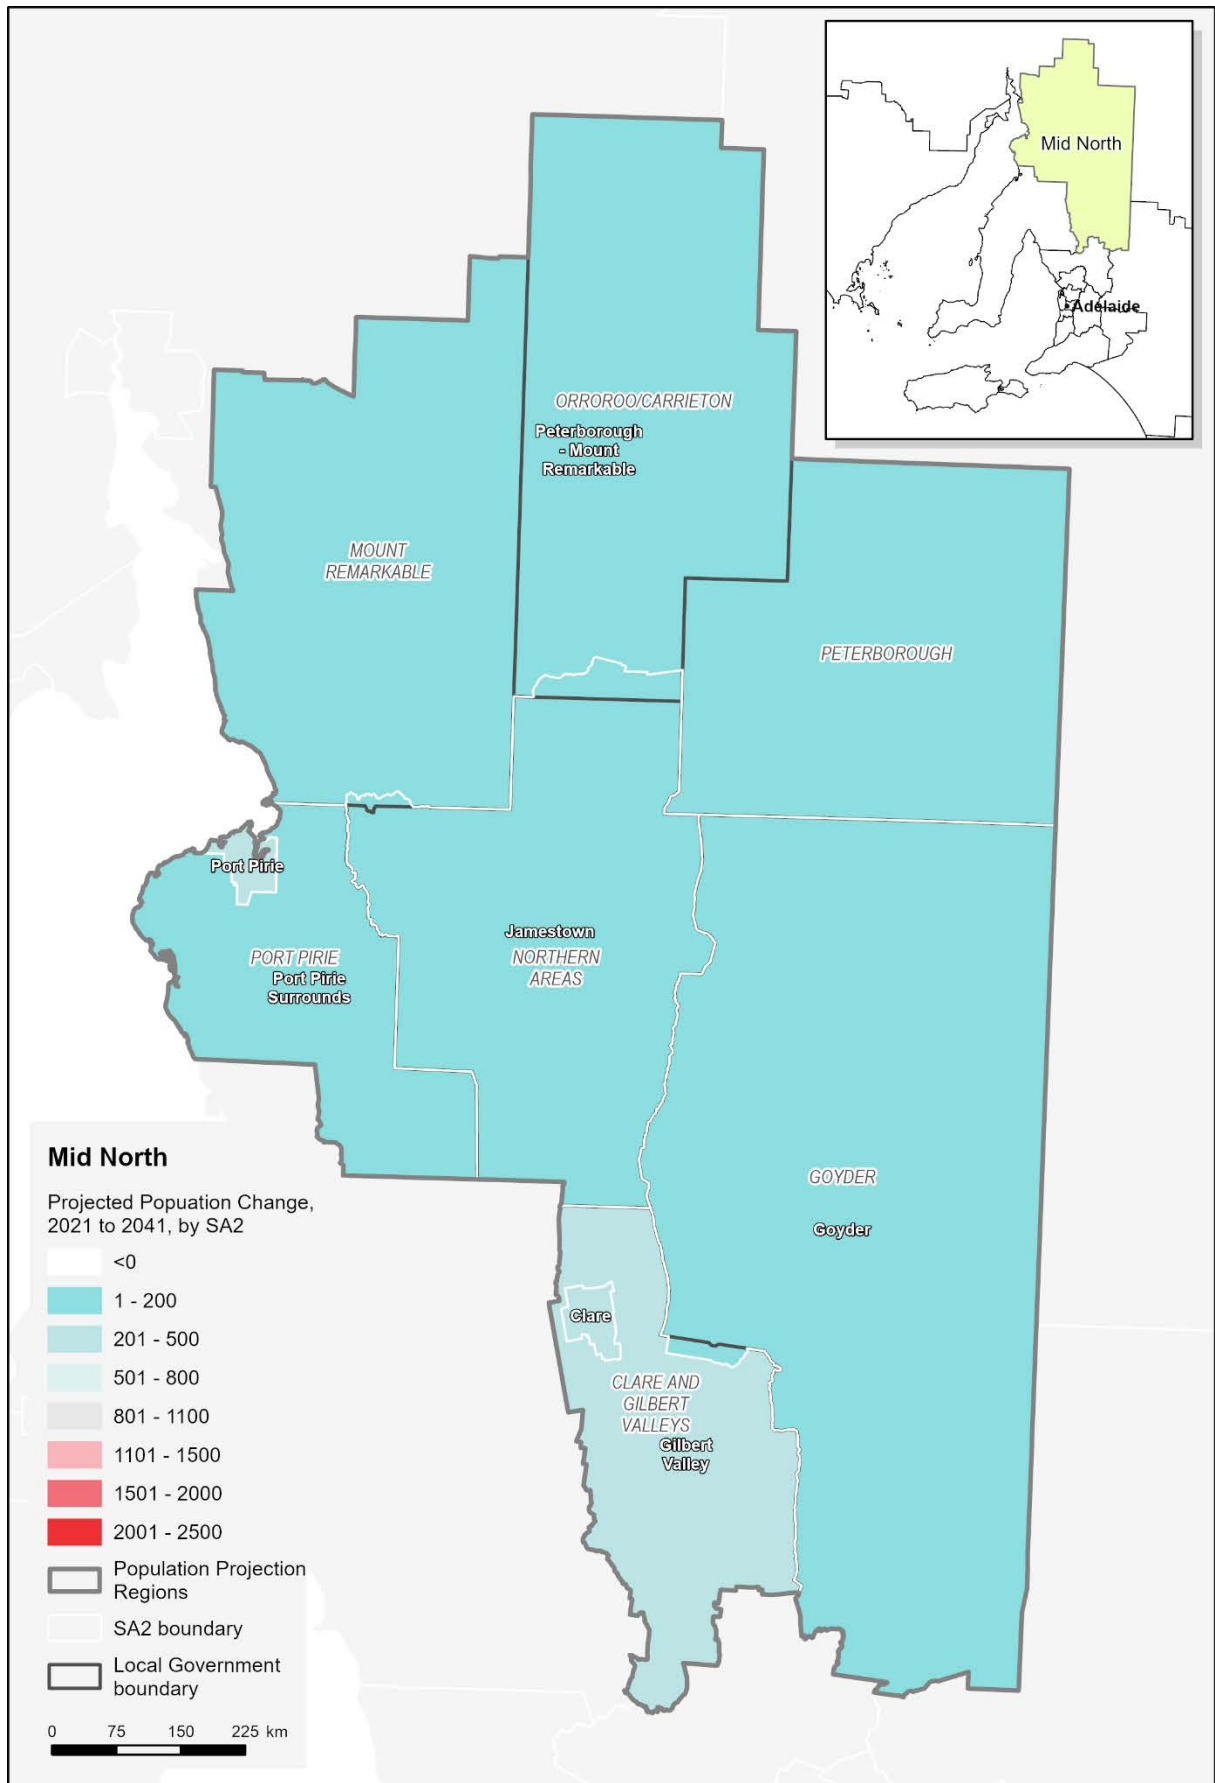 Mid North
Adelaide
ORROROO/CARRIETON
Peterborough
- Mount
Remarkable
MOUNT
REMARKABLE
PETERBOROUGH
Port Pirie
Jamestown
PORT PIRIE
NORTHERN
AREAS
Port Pirie
Surrounds
GOYDER
Goyder
Clare
CLARE AND
GILBERT
VALLEYS
Gilbert
Valley
Mid North
Projected Popuation Change,
2021 to 2041, by SA2
<0
1 - 200
201 - 500
501 - 800
801 - 1100
1101 - 1500
1501 - 2000
2001 - 2500
Population Projection
Regions
SA2 boundary
Local Government
boundary
0 75 150 225 km